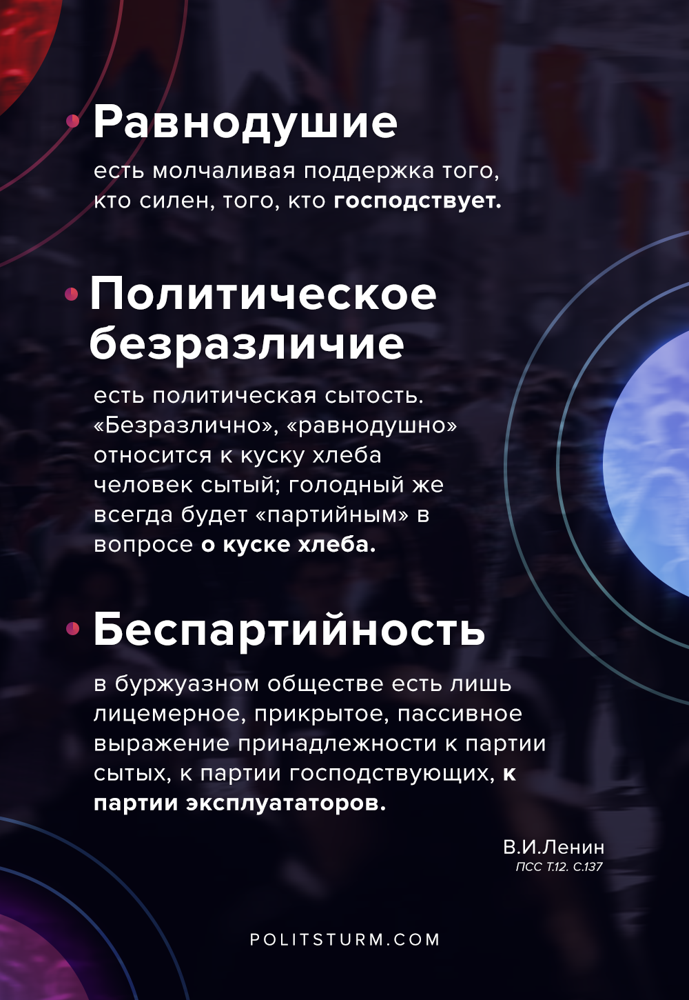 Равнодушие
есть молчаливая поддержка того,
кто силен, того, кто господствует.
Политическое
безразличие
есть политическая сытость.
«Безразлично», «равнодушно»
относится к куску хлеба
человек сытый; голодный же
всегда будет «партийным» в
вопросе о куске хлеба.
Беспартийность
в буржуазном обществе есть лишь
лицемерное, прикрытое, пассивное
выражение принадлежности к партии
сытых, к партии господствующих, к
партии эксплуататоров.
В.И.Ленин
ПСС Т.12. С.137
POLITSTURM.COM